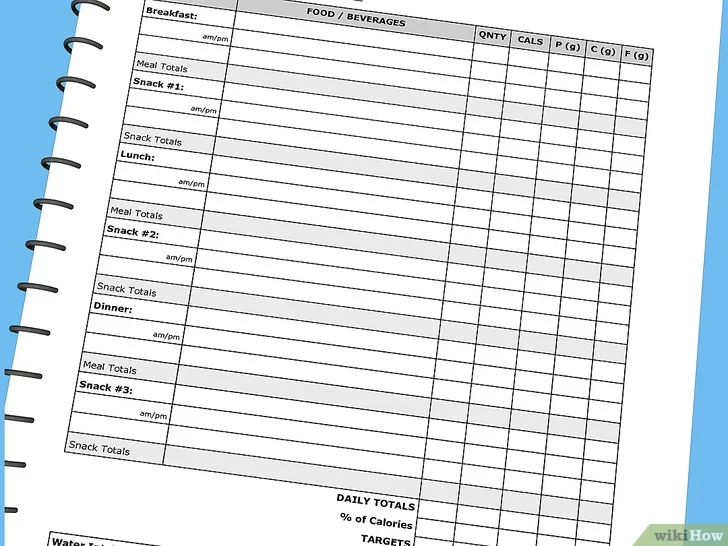 FOOD / BEVERAGES QNTY CALS P (g) C (g) F (g)
Breakfast:
am/pm
Meal Totals
Snack #1:
am/pm
Snack Totals
Lunch:
am/pm
Meal Totals
Snack #2:
am/pm
Snack Totals
Dinner:
am/pm
Meal Totals
Snack #3:
am/pm
Snack Totals
DAILY TOTALS
% of Calories
TARGETS
Water
wikiHow